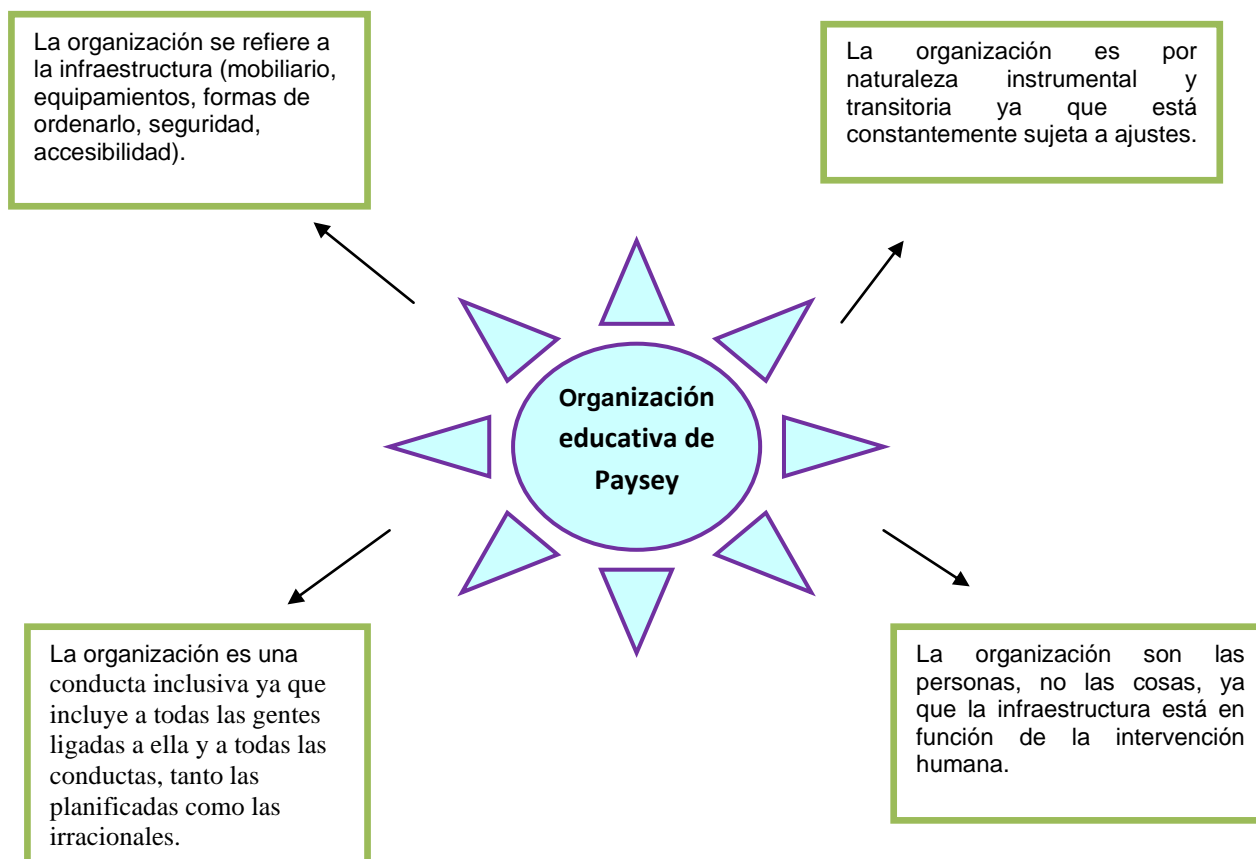 La organización se refiere a
la infraestructura (mobiliario,
equipamientos, formas de
ordenarlo, seguridad,
accesibilidad).
La organización es por
naturaleza instrumental y
transitoria ya que está
constantemente sujeta a ajustes.
Organización
educativa de
Paysey
La organización es una
conducta inclusiva ya que
incluye a todas las gentes
ligadas a ella y a todas las
conductas, tanto las
planificadas como las
irracionales.
La organización son las
personas, no las cosas, ya
que la infraestructura está en
función de la intervención
humana.